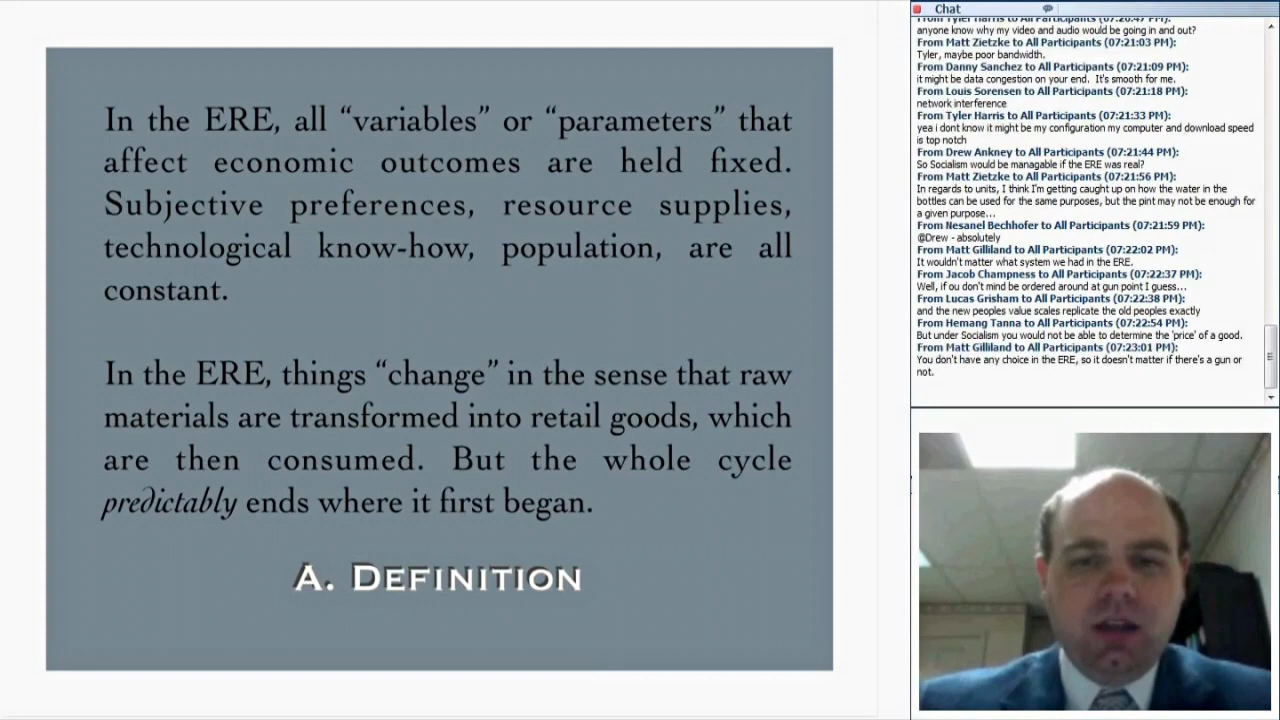 In the ERE, all “variables” or “parameters” that
affect economic outcomes are held fixed.
Subjective preferences, resource supplies,
technological know-how, population, are all
constant.
In the ERE, things “change” in the sense that raw
materials are transformed into retail goods, which
are then consumed. But the whole cycle
predictably ends where it first began.
A. Definition
Chat
From Tyler Harris to All Participants (07:20:47 PM):
anyone know why my video and audio would be going in and out?
From Matt Zietzke to All Participants (07:21:03 PM):
Tyler, maybe poor bandwidth.
From Danny Sanchez to All Participants (07:21:09 PM):
it might be data congestion on your end. It's smooth for me.
From Louis Sorensen to All Participants (07:21:18 PM):
network interference
From Tyler Harris to All Participants (07:21:33 PM):
yea i dont know it might be my configuration my computer and download speed
is top notch
From Drew Ankney to All Participants (07:21:44 PM):
So Socialism would be managable if the ERE was real?
From Matt Zietzke to All Participants (07:21:56 PM):
In regards to units, I think I'm getting caught up on how the water in the
bottles can be used for the same purposes, but the pint may not be enough for
a given purpose...
From Nesanel Bechhofer to All Participants (07:21:59 PM):
@Drew - absolutely
From Matt Gilliland to All Participants (07:22:02 PM):
It wouldn't matter what system we had in the ERE.
From Jacob Champness to All Participants (07:22:37 PM):
Well, if ou don't mind be ordered around at gun point I guess...
From Lucas Grisham to All Participants (07:22:38 PM):
and the new peoples value scales replicate the old peoples exactly
From Hemang Tanna to All Participants (07:22:54 PM):
But under Socialism you would not be able to determine the 'price' of a good.
From Matt Gilliland to All Participants (07:23:01 PM):
You don't have any choice in the ERE, so it doesn't matter if there's a gun or
not.